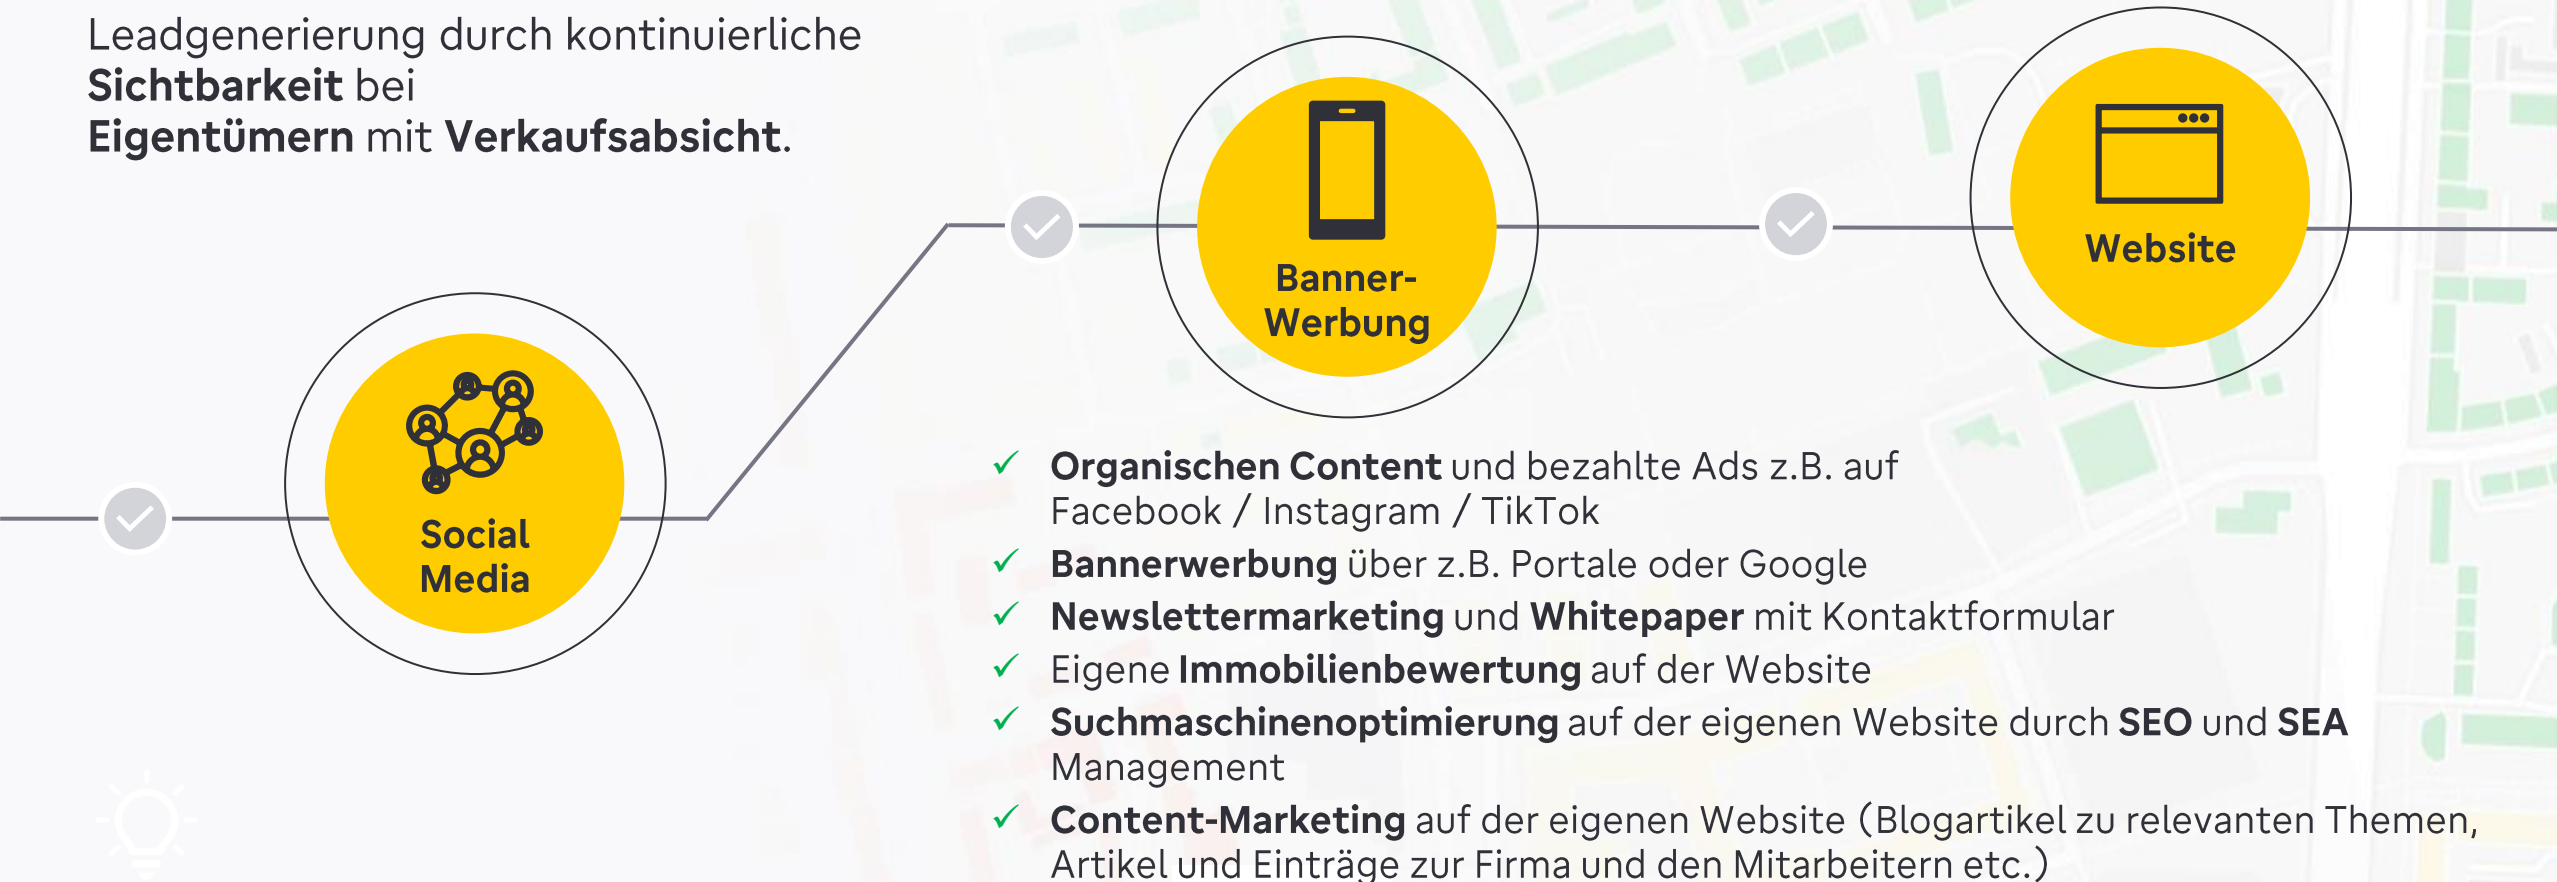 Leadgenerierung durch kontinuierliche
Sichtbarkeit bei
Eigentümern mit Verkaufsabsicht.
Social
Media
Banner-
Werbung
Website
Organischen Content und bezahlte Ads z.B. auf
Facebook / Instagram / TikTok
Bannerwerbung über z.B. Portale oder Google
Newslettermarketing und Whitepaper mit Kontaktformular
Eigene Immobilienbewertung auf der Website
Suchmaschinenoptimierung auf der eigenen Website durch SEO und SEA
Management
Content-Marketing auf der eigenen Website (Blogartikel zu relevanten Themen,
Artikel und Einträge zur Firma und den Mitarbeitern etc.)